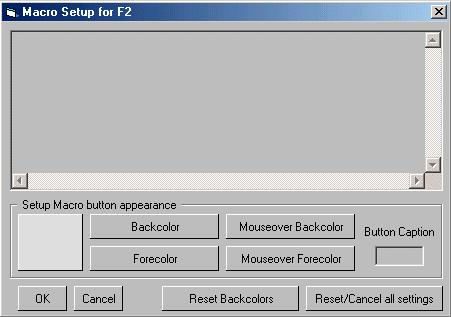 Macro Setup for F2
Setup Macro button appearance
Backcolor
Mouseover Backcolor
Button Caption
Forecolor
Mouseover Forecolor
OK
Cancel
Reset Backcolors
Reset/Cancel all settings